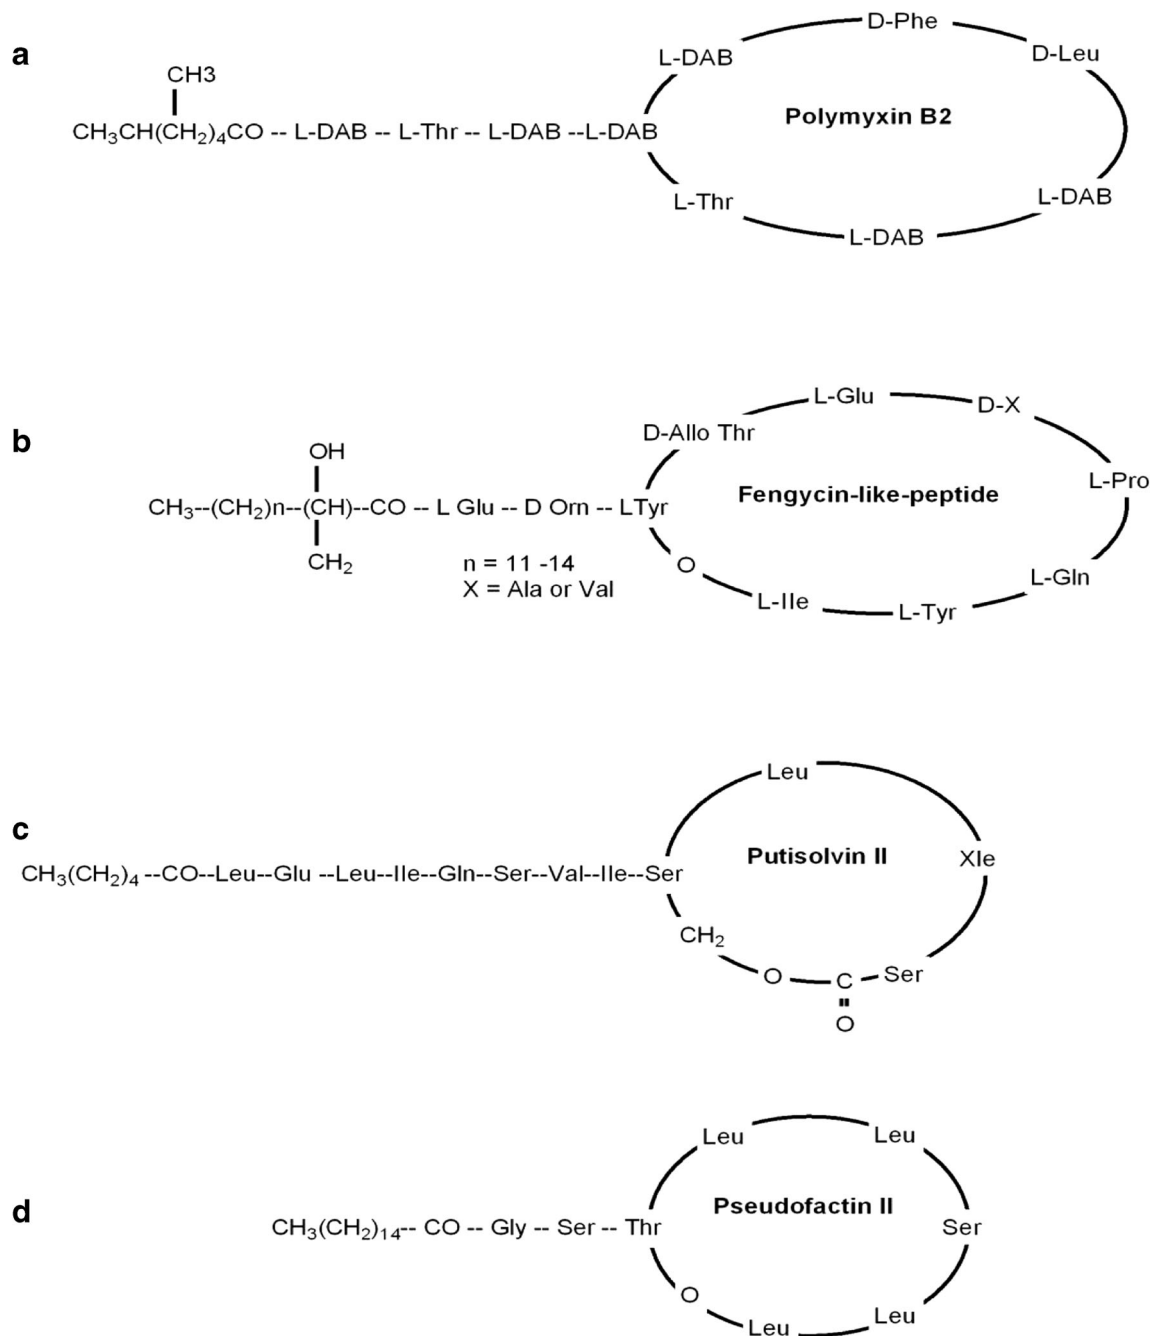 a
CH3
CH₃CH(CH₂)₄CO -- L-DAB -- L-Thr -- L-DAB --L-DAB
L-DAB
D-Phe
D-Leu
Polymyxin B2
L-DAB
L-DAB
L-Thr
b
OH
CH₃--(CH₂)n--(CH)--CO -- L Glu -- D Orn -- LTyr
CH₂
n = 11 -14
X = Ala or Val
D-Allo Thr
L-Glu
D-X
L-Pro
Fengycin-like-peptide
L-Gln
L-Tyr
L-Ile
O
c
CH₃(CH₂)₄ --CO--Leu--Glu --Leu--Ile--Gln--Ser--Val--Ile--Ser
Leu
Putisolvin II
Xle
CH₂
O
C
Ser
O
d
CH₃(CH₂)₁₄-- CO -- Gly -- Ser -- Thr
Leu
Leu
Pseudofactin II
Ser
O
Leu
Leu